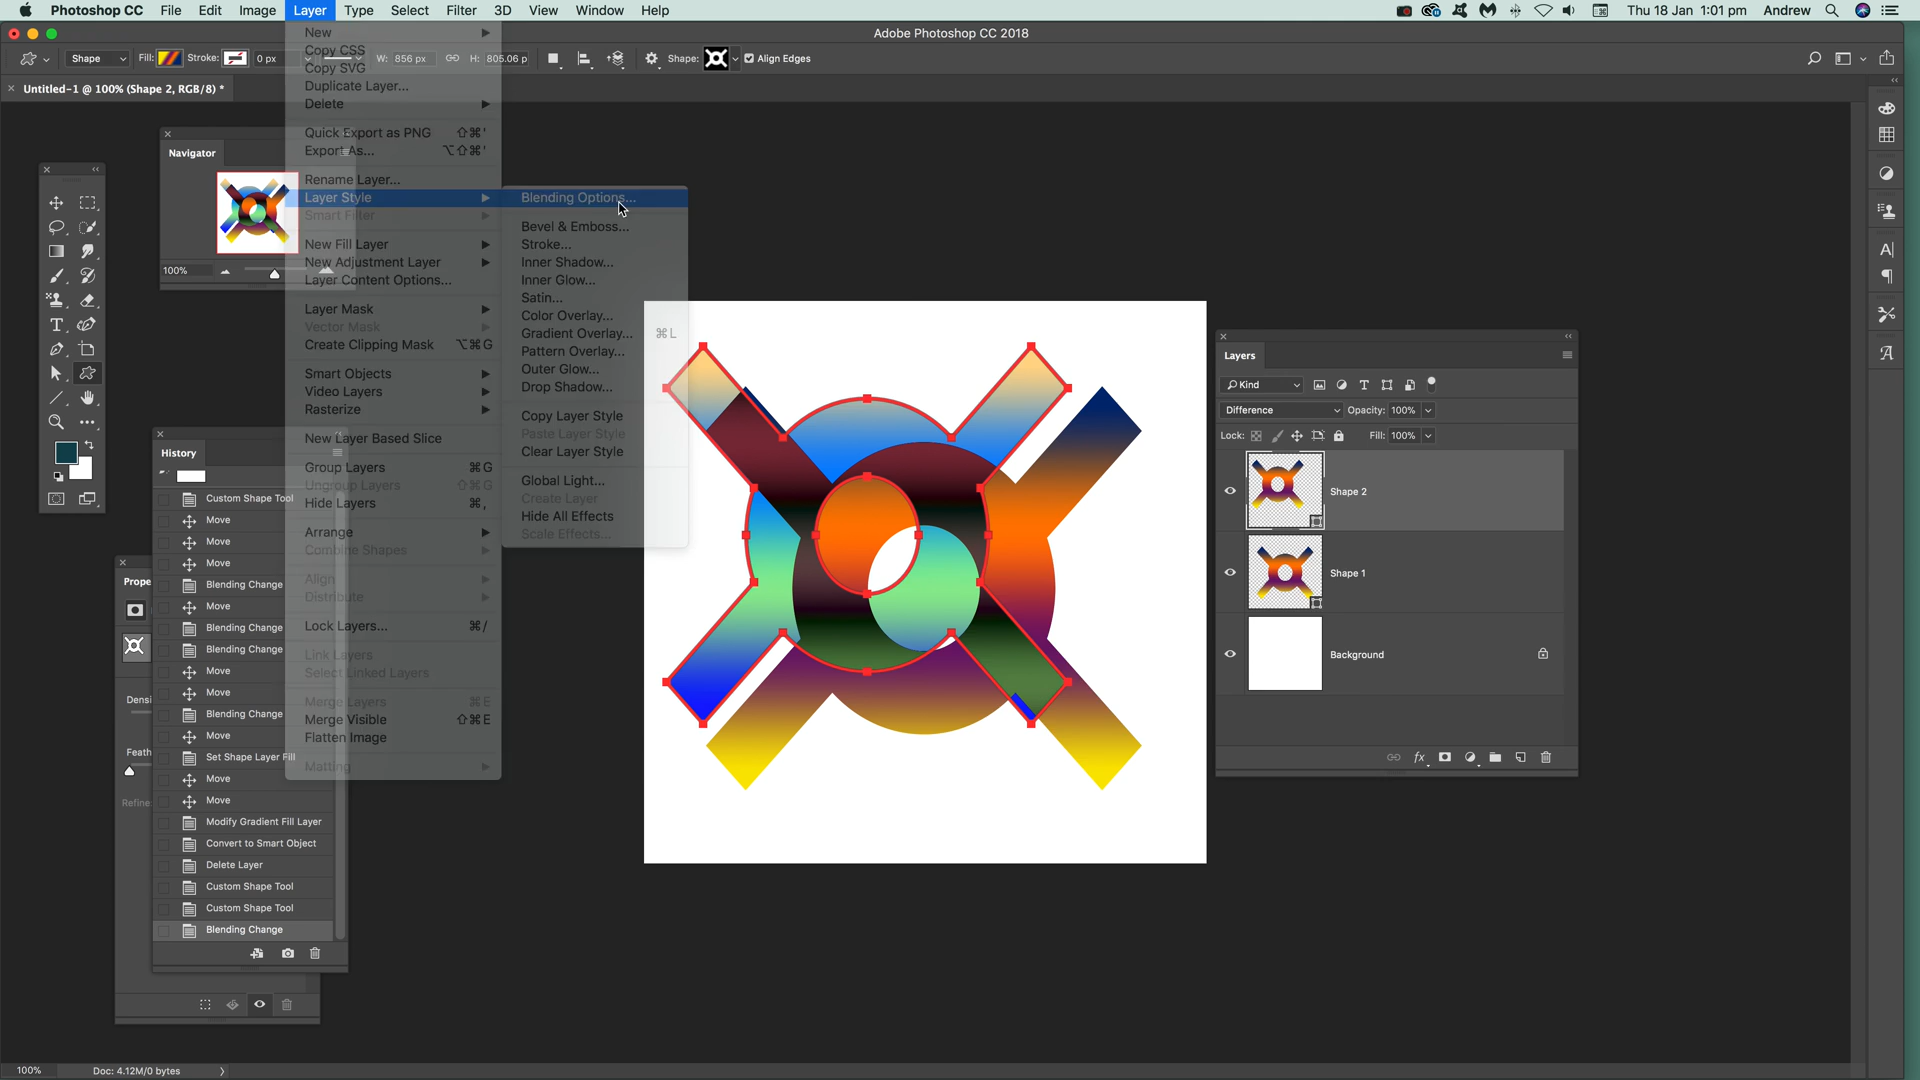 Photoshop CC File Edit Image Layer Type Select Filter 3D View Window Help Thu 18 Jan 1:01 pm Andrew
Adobe Photoshop CC 2018
Shape Fill: Stroke: 0 px W: 856 px H: 805.06 p Shape: Align Edges
Untitled-1 @ 100% (Shape 2, RGB/8) *
New
Copy CSS
Copy SVG
Duplicate Layer...
Delete
Quick Export as PNG ⇧⌘'
Export As... ⌥⇧⌘'
Rename Layer...
Layer Style
Smart Filter
New Fill Layer
New Adjustment Layer
Layer Content Options...
Layer Mask
Vector Mask
Create Clipping Mask ⌥⌘G
Smart Objects
Video Layers
Rasterize
New Layer Based Slice
Group Layers ⌘G
Ungroup Layers ⇧⌘G
Hide Layers ⌘,
Arrange
Combine Shapes
Align
Distribute
Lock Layers... ⌘/
Link Layers
Select Linked Layers
Merge Layers ⌘E
Merge Visible ⇧⌘E
Flatten Image
Matting
Blending Options...
Bevel & Emboss...
Stroke...
Inner Shadow...
Inner Glow...
Satin...
Color Overlay...
Gradient Overlay... ⌘L
Pattern Overlay...
Outer Glow...
Drop Shadow...
Copy Layer Style
Paste Layer Style
Clear Layer Style
Global Light...
Create Layer
Hide All Effects
Scale Effects...
Navigator
100%
History
Custom Shape Tool
Move
Move
Move
Blending Change
Move
Blending Change
Blending Change
Move
Move
Blending Change
Move
Set Shape Layer Fill
Move
Move
Modify Gradient Fill Layer
Convert to Smart Object
Delete Layer
Custom Shape Tool
Custom Shape Tool
Blending Change
Prope
Densi
Feath
Refine:
Layers
Kind
Difference Opacity: 100%
Lock: Fill: 100%
Shape 2
Shape 1
Background
100% Doc: 4.12M/0 bytes